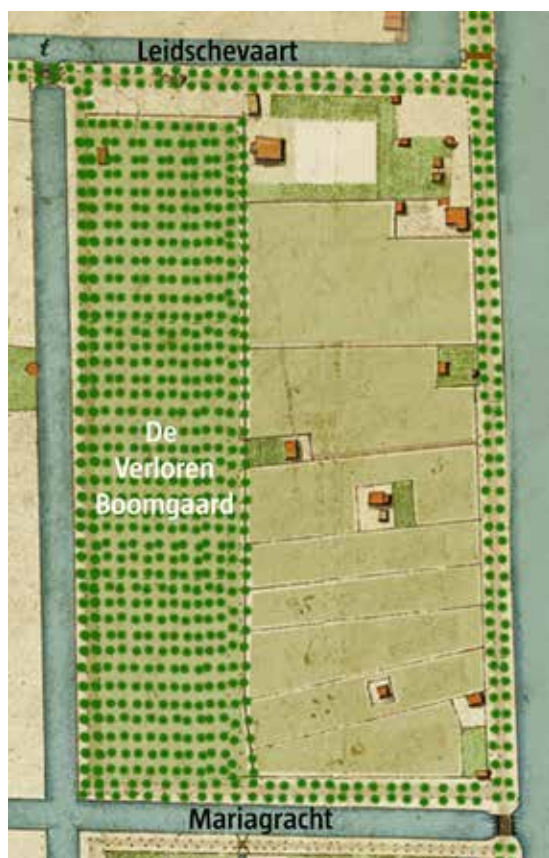 t
Leidschevaart
De
Verloren
Boomgaard
Mariagracht